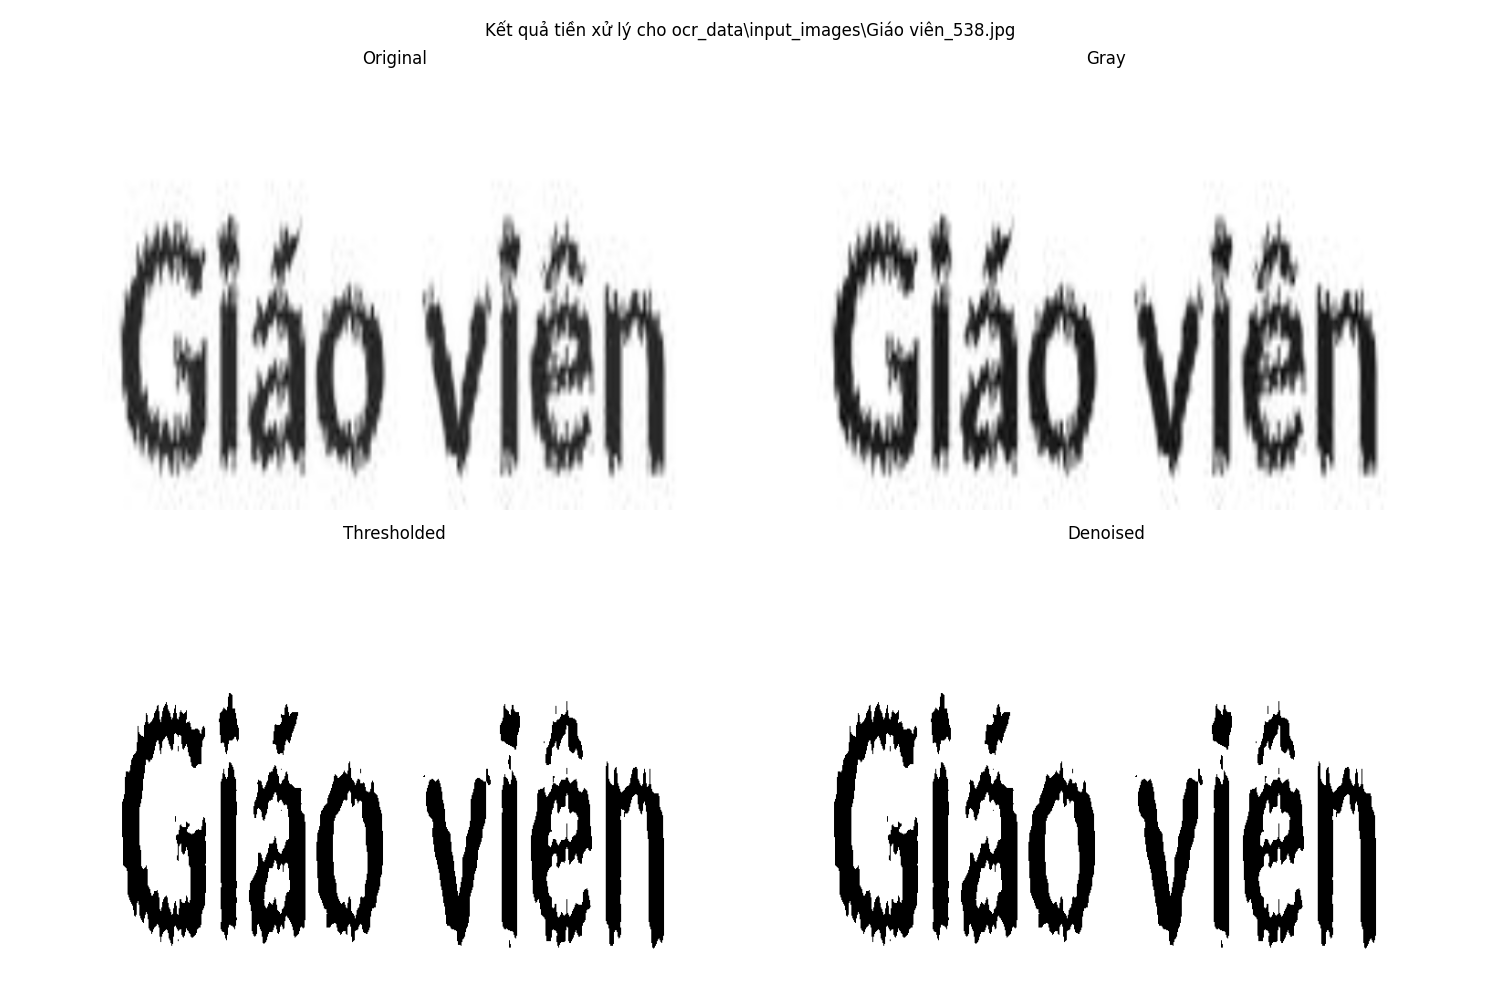 Kết quả tiền xử lý cho ocr_data\input_images\Giáo viên_538.jpg
Original
Gray
Giáo viên
Giáo viên
Thresholded
Denoised
Giáo viên
Giáo viên